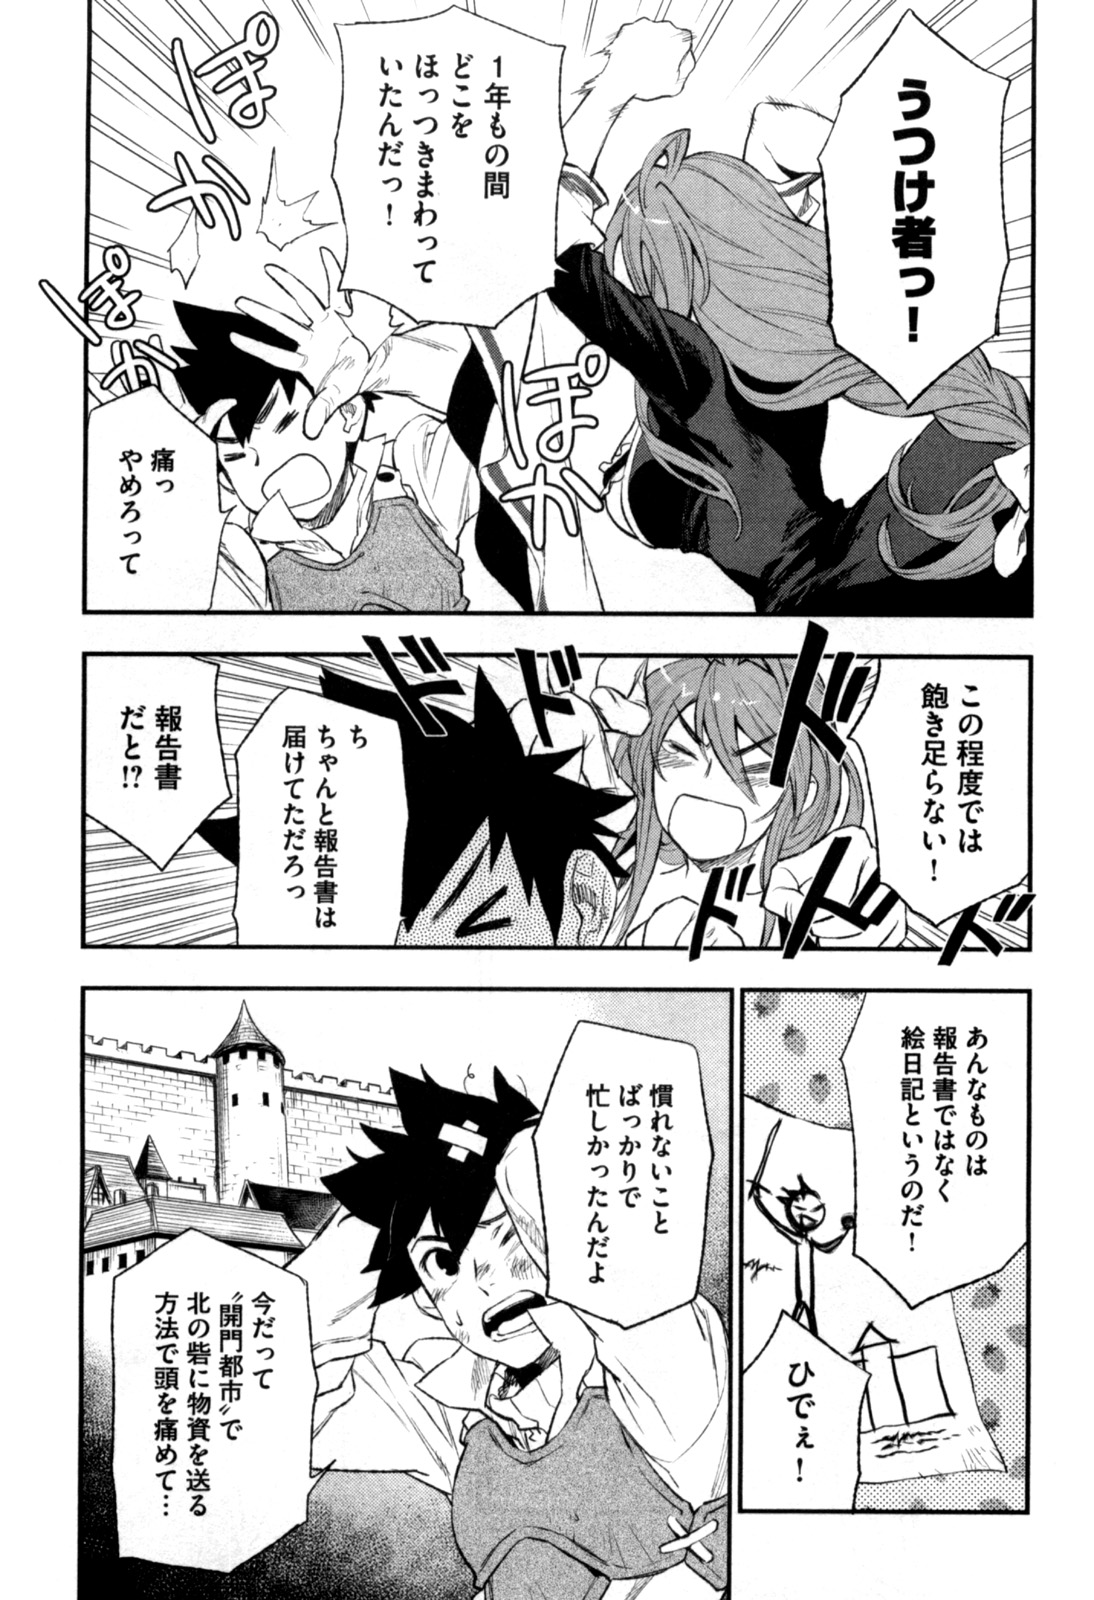 うつけ者っ！
１年もの間
どこを
ほっつきまわって
いたんだっ！
ぽか
ぽか
ぽか
痛っ
やめろって
この程度では
飽き足らない！
ドドドドド
ち
ちゃんと報告書は
届けてただろっ
報告書
だと!?
あんなものは
報告書ではなく
絵日記というのだ！
ひでぇ！
慣れないこと
ばっかりで
忙しかったんだよ
今だって
〝開門都市〟で
北の砦に物資を送る
方法で頭を痛めて…